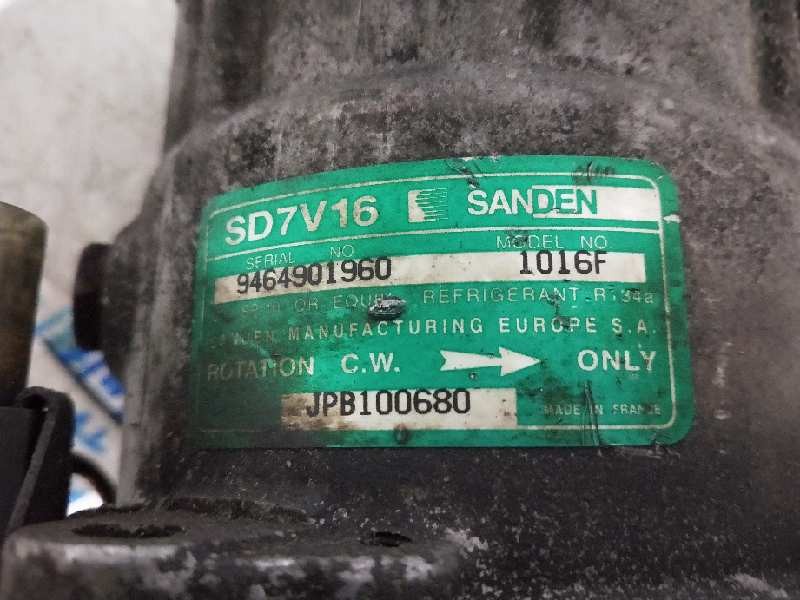 SD7V16 SANDEN
SERIAL NO MODEL NO
9464901960 1016F
OR EQUIV REFRIGERANT R134a
SANDEN MANUFACTURING EUROPE S.A.
ROTATION C.W. ONLY
JPB100680 MADE IN FRANCE